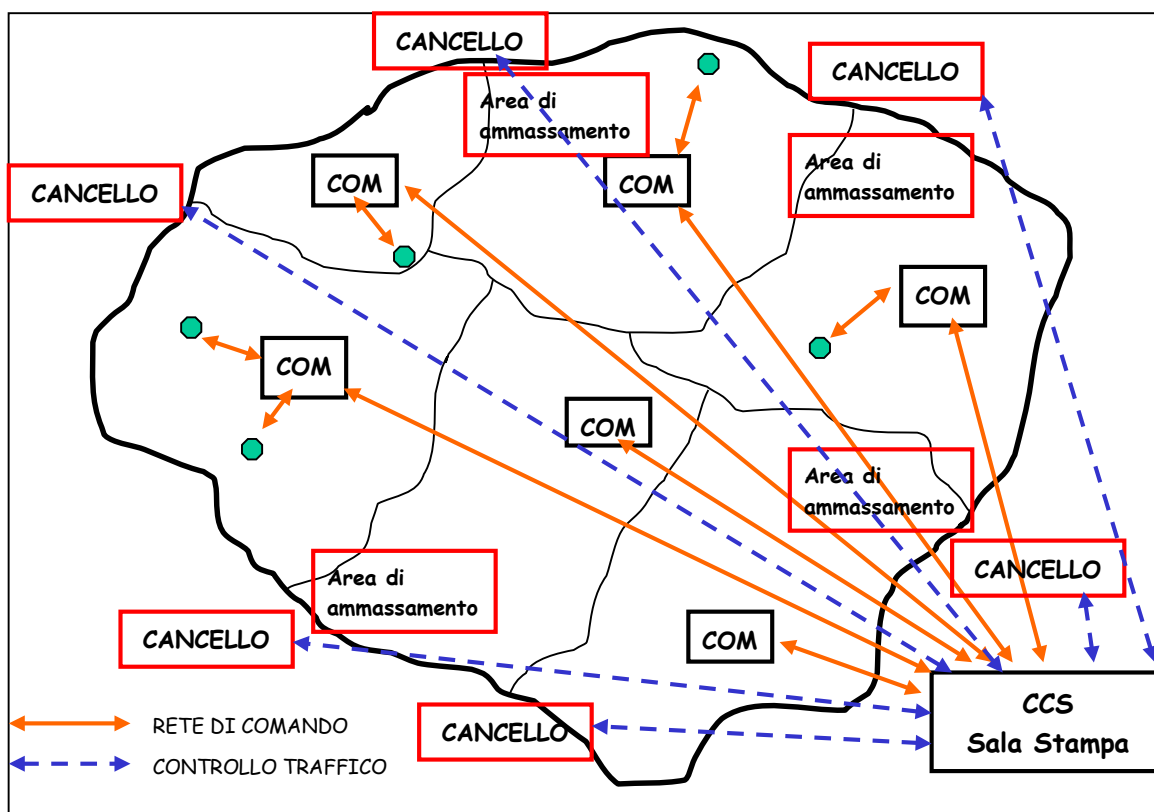 CANCELLO
CANCELLO
Area di
ammassamento
Area di
ammassamento
CANCELLO
COM
COM
COM
COM
COM
Area di
ammassamento
CANCELLO
Area di
ammassamento
CANCELLO
COM
CANCELLO
CCS
Sala Stampa
RETE DI COMANDO
CONTROLLO TRAFFICO